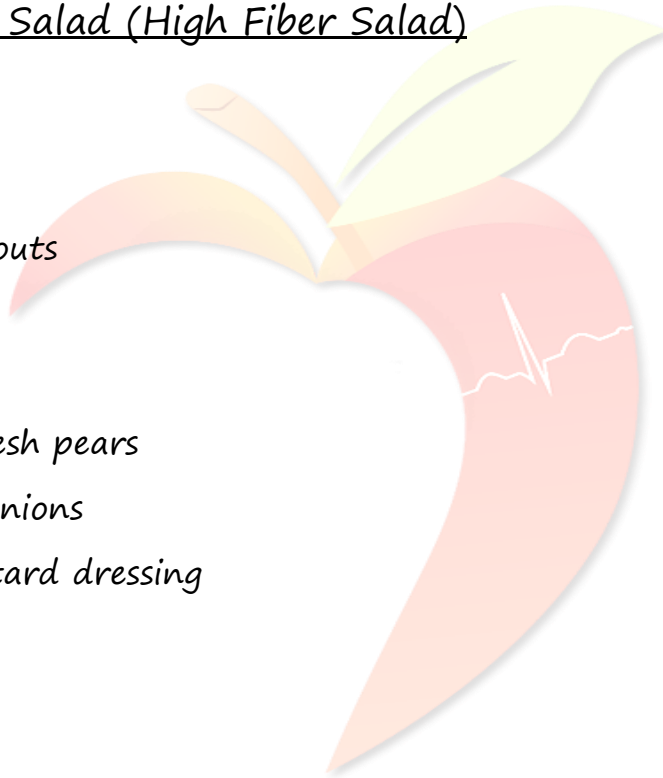 Salad (High Fiber Salad)
outs
esh pears
nions
tard dressing